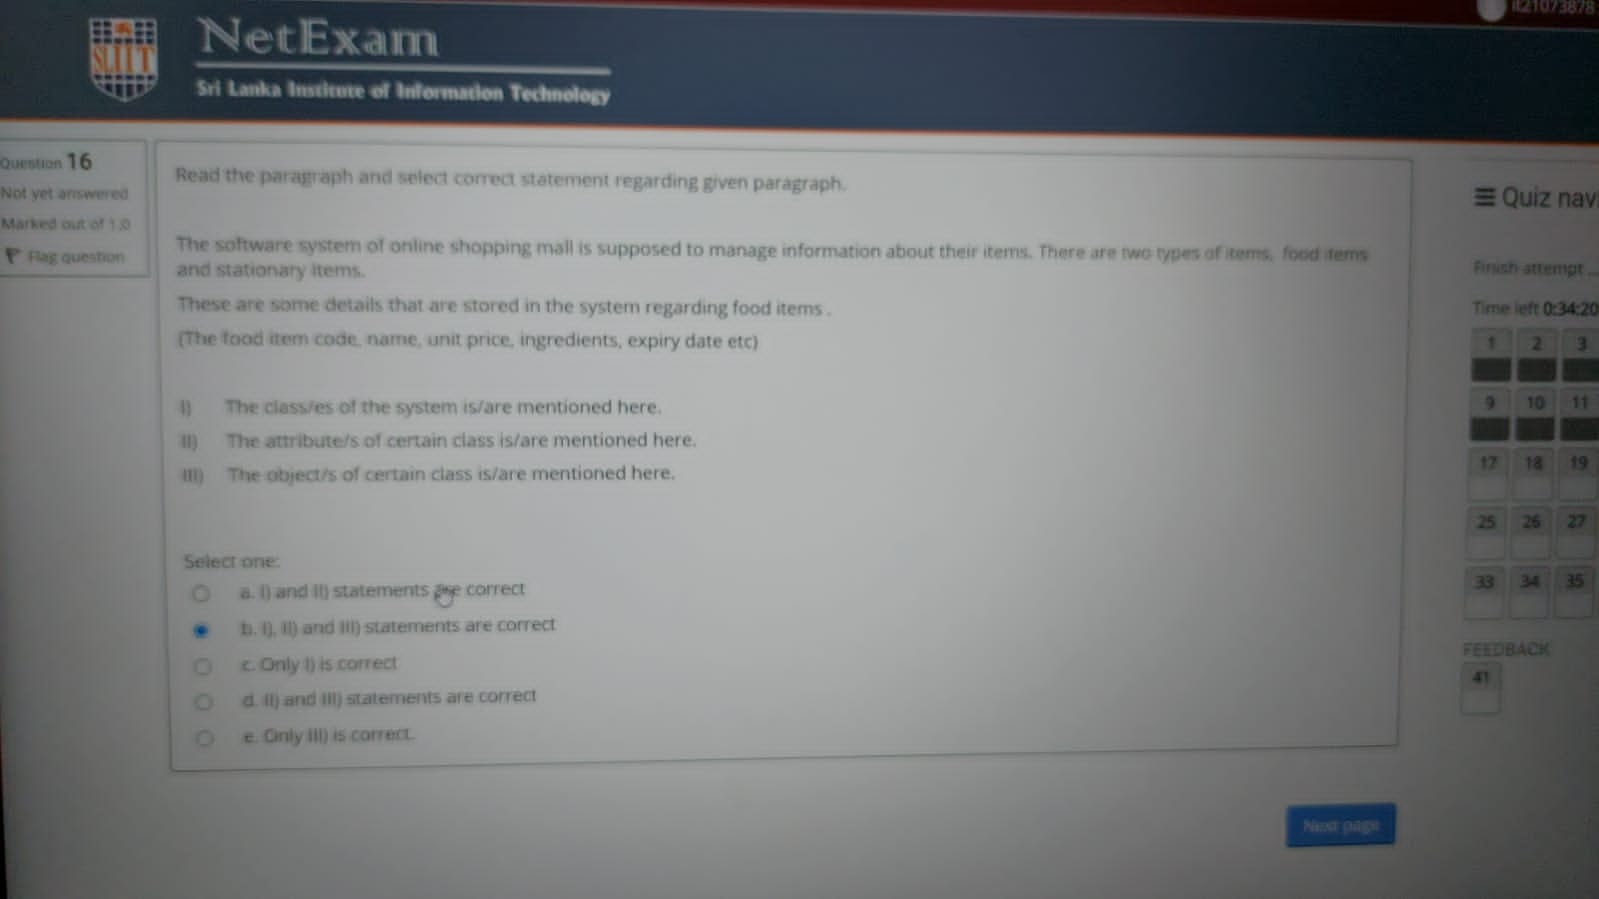 it21073878
SLIIT
NetExam
Sri Lanka Institute of Information Technology
Question 16
Not yet answered
Marked out of 1.0
Flag question
Read the paragraph and select correct statement regarding given paragraph.
The software system of online shopping mall is supposed to manage information about their items. There are two types of items, food items
and stationary items.
These are some details that are stored in the system regarding food items .
(The food item code, name, unit price, ingredients, expiry date etc)
I) The class/es of the system is/are mentioned here.
II) The attribute/s of certain class is/are mentioned here.
III) The object/s of certain class is/are mentioned here.
Select one:
a. I) and II) statements are correct
b. I), II) and III) statements are correct
c. Only I) is correct
d. II) and III) statements are correct
e. Only III) is correct.
Next page
Quiz navi
Finish attempt ...
Time left 0:34:20
1 2 3
9 10 11
17 18 19
25 26 27
33 34 35
FEEDBACK
41